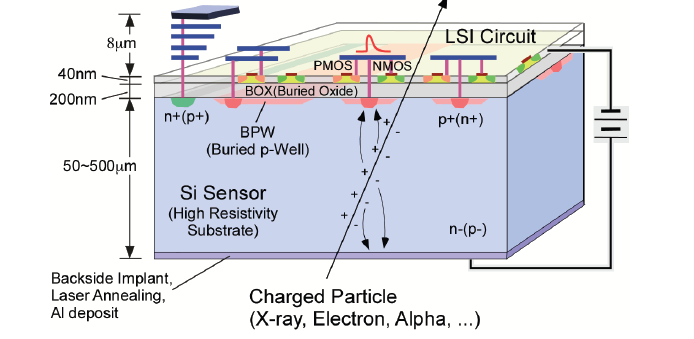 LSI Circuit
8µm
PMOS
NMOS
40nm
BOX(Buried Oxide)
200nm
n+(p+)
p+(n+)
BPW
(Buried p-Well)
+
-
+
-
50~500µm
+
-
Si Sensor
(High Resistivity
Substrate)
+
-
+
-
n-(p-)
Backside Implant,
Laser Annealing,
Al deposit
Charged Particle
(X-ray, Electron, Alpha, ...)